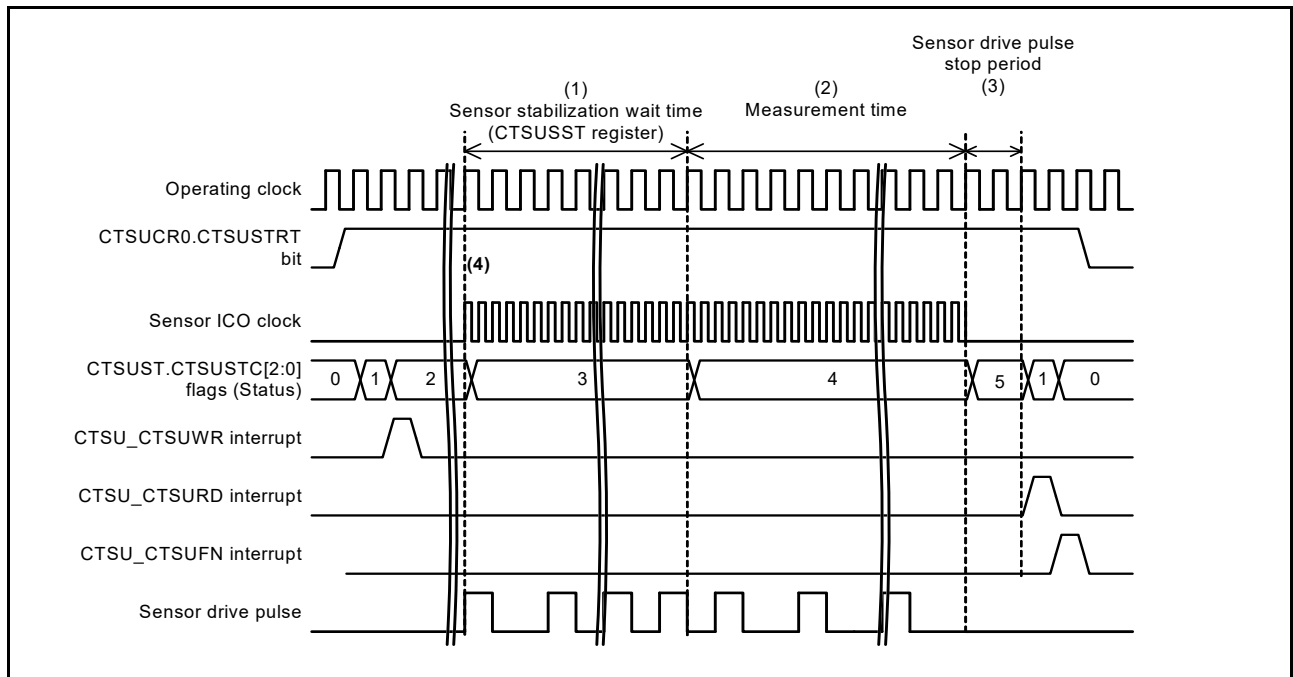 Sensor drive pulse
stop period
(3)
(1)
Sensor stabilization wait time
(CTSUSST register)
(2)
Measurement time
Operating clock
CTSUCR0.CTSUSTRT
bit
(4)
Sensor ICO clock
CTSUST.CTSUSTC[2:0]
flags (Status)
0 1 2 3 4 5 1 0
CTSU_CTSUWR interrupt
CTSU_CTSURD interrupt
CTSU_CTSUFN interrupt
Sensor drive pulse